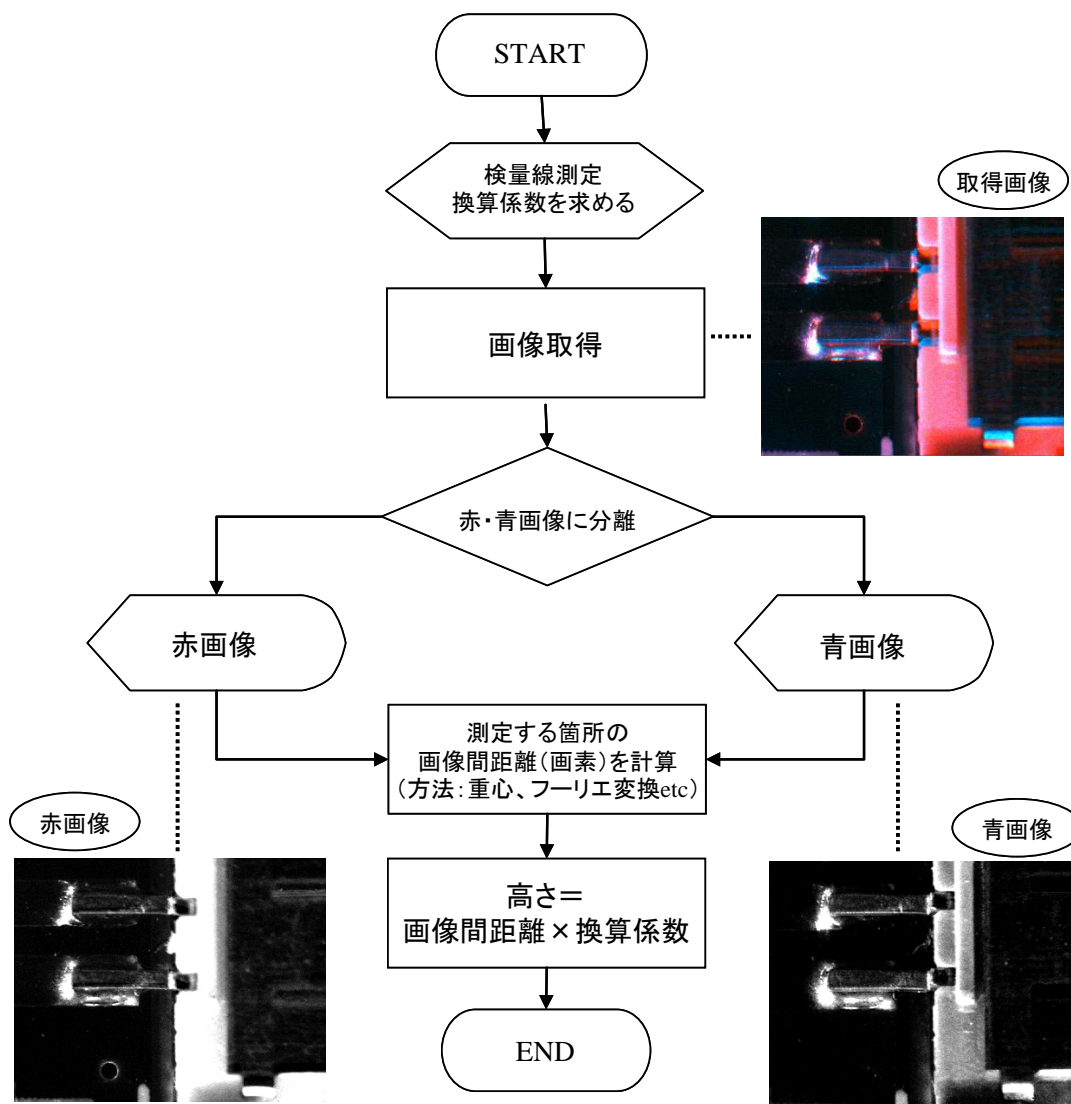 START
検量線測定
換算係数を求める
取得画像
画像取得
赤・青画像に分離
赤画像
青画像
測定する箇所の
画像間距離(画素)を計算
(方法:重心、フーリエ変換etc)
赤画像
青画像
高さ=
画像間距離×換算係数
END